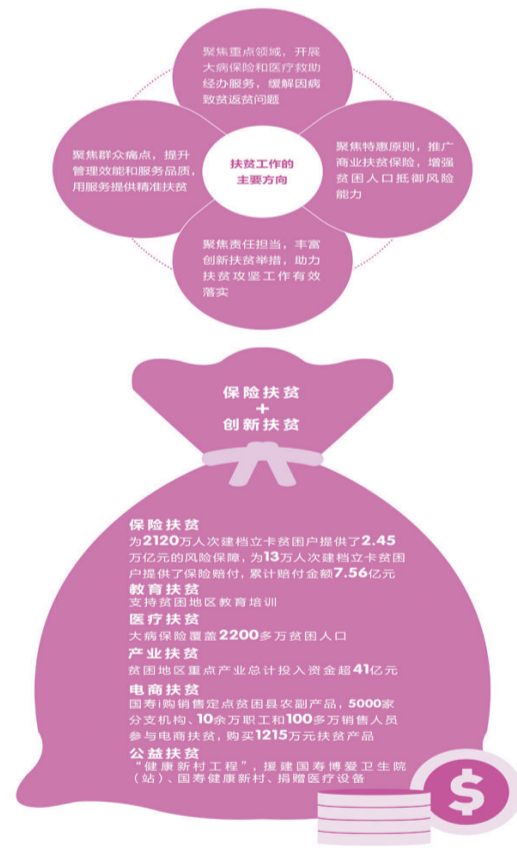 聚焦重点领域，开展
大病保险和医疗救助
经办服务，缓解因病
致贫返贫问题
聚焦群众痛点，提升
管理效能和服务品质，
用服务提供精准扶贫
扶贫工作的
主要方向
聚焦特惠原则，推广
商业扶贫保险，增强
贫困人口抵御风险
能力
聚焦责任担当，丰富
创新扶贫举措，助力
扶贫攻坚工作有效
落实
保险扶贫
+
创新扶贫
保险扶贫
为2120万人次建档立卡贫困户提供了2.45
万亿元的风险保障，为13万人次建档立卡贫困
户提供了保险赔付，累计赔付金额7.56亿元
教育扶贫
支持贫困地区教育培训
医疗扶贫
大病保险覆盖2200多万贫困人口
产业扶贫
贫困地区重点产业总计投入资金超41亿元
电商扶贫
国寿i购销售定点贫困县农副产品，5000家
分支机构、10余万职工和100多万销售人员
参与电商扶贫，购买1215万元扶贫产品
公益扶贫
“健康新村工程”，援建国寿博爱卫生院
（站）、国寿健康新村、捐赠医疗设备
$